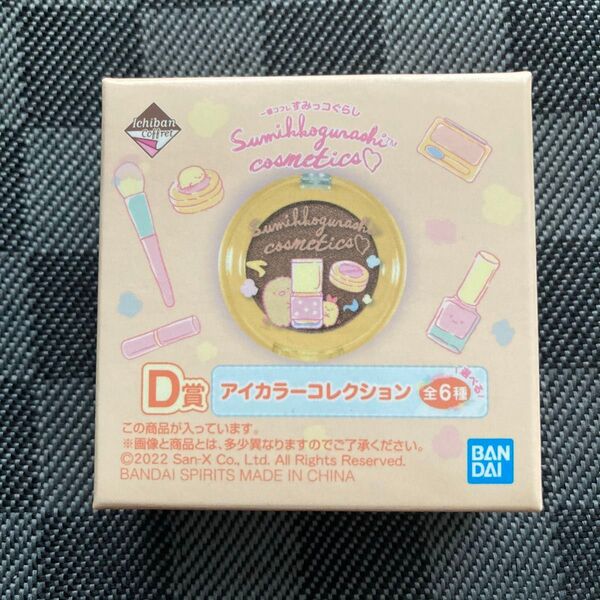 Ichiban
Coffret
一番コフレ すみっコぐらし
Sumikkogurashi™
cosmetics♡
Sumikkogurashi
cosmetics♡
D賞
アイカラーコレクション
選べる!
全6種
この商品が入っています。
※画像と商品とは、多少異なりますのでご了承ください。
©2022 San-X Co., Ltd. All Rights Reserved.
BANDAI SPIRITS MADE IN CHINA
BAN
DAI